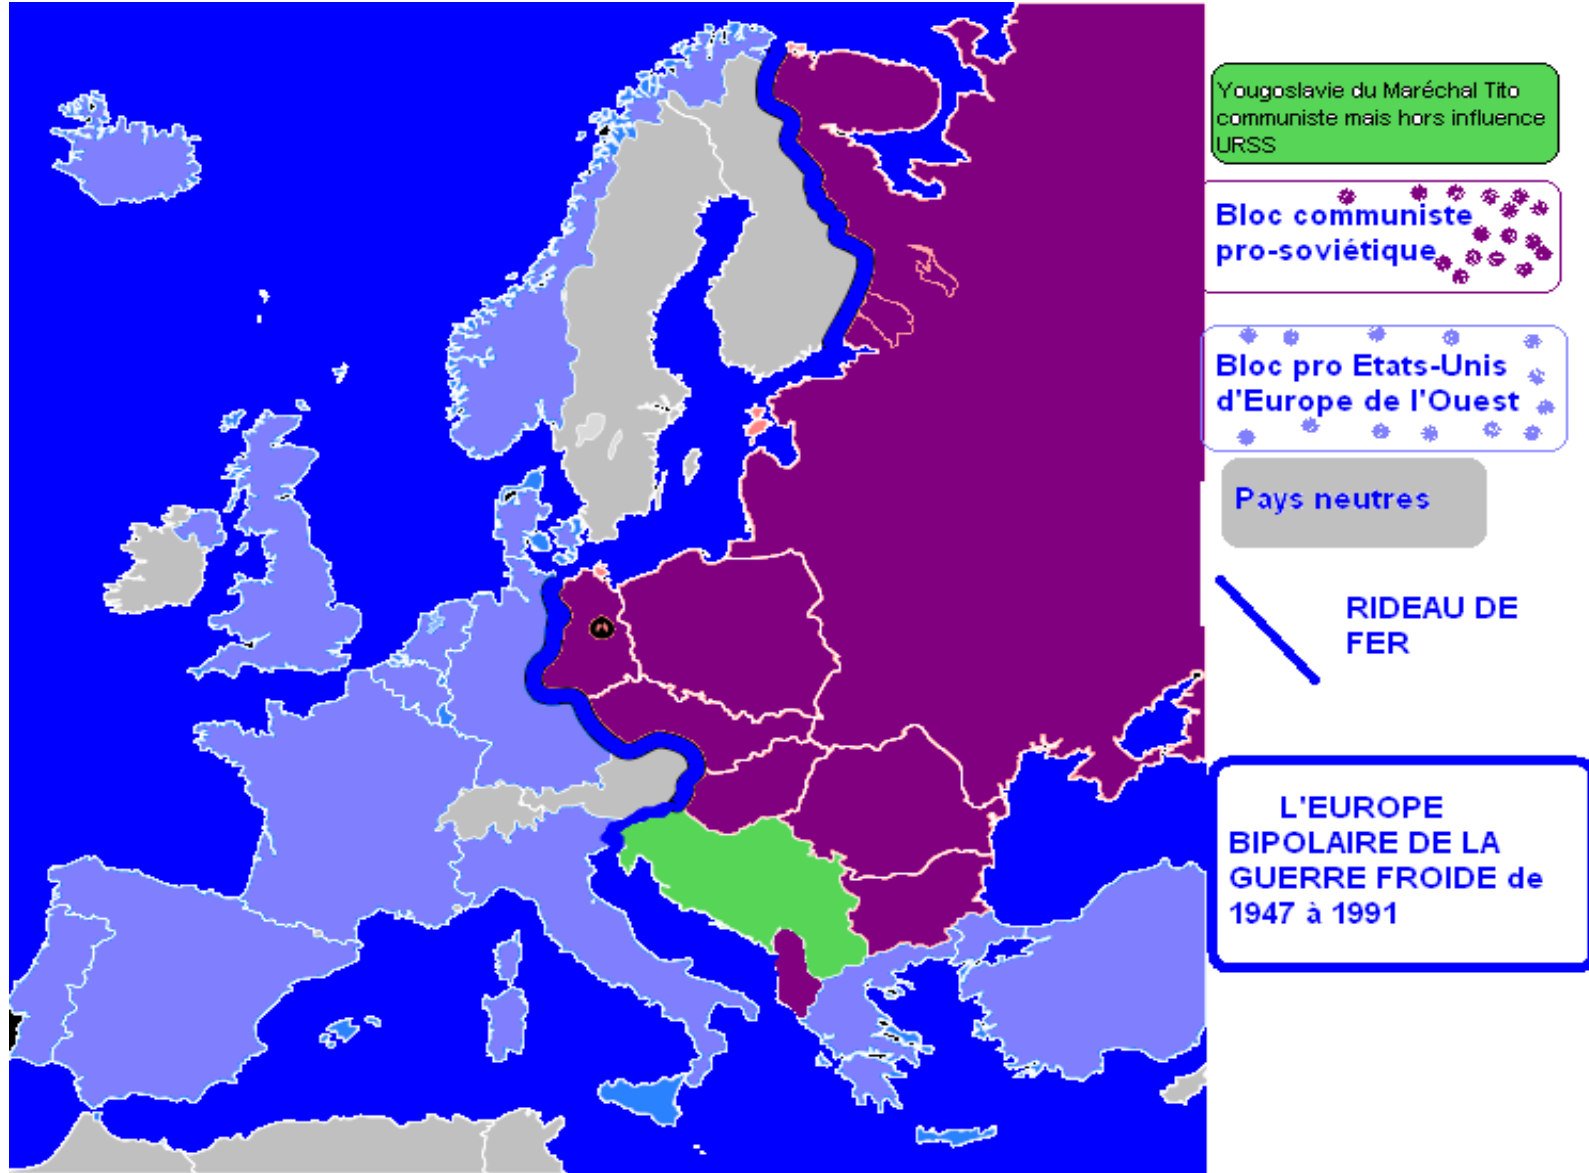 Yougoslavie du Maréchal Tito
communiste mais hors influence
URSS
Bloc communiste
pro-soviétique
Bloc pro Etats-Unis
d'Europe de l'Ouest
Pays neutres
RIDEAU DE
FER
L'EUROPE
BIPOLAIRE DE LA
GUERRE FROIDE de
1947 à 1991